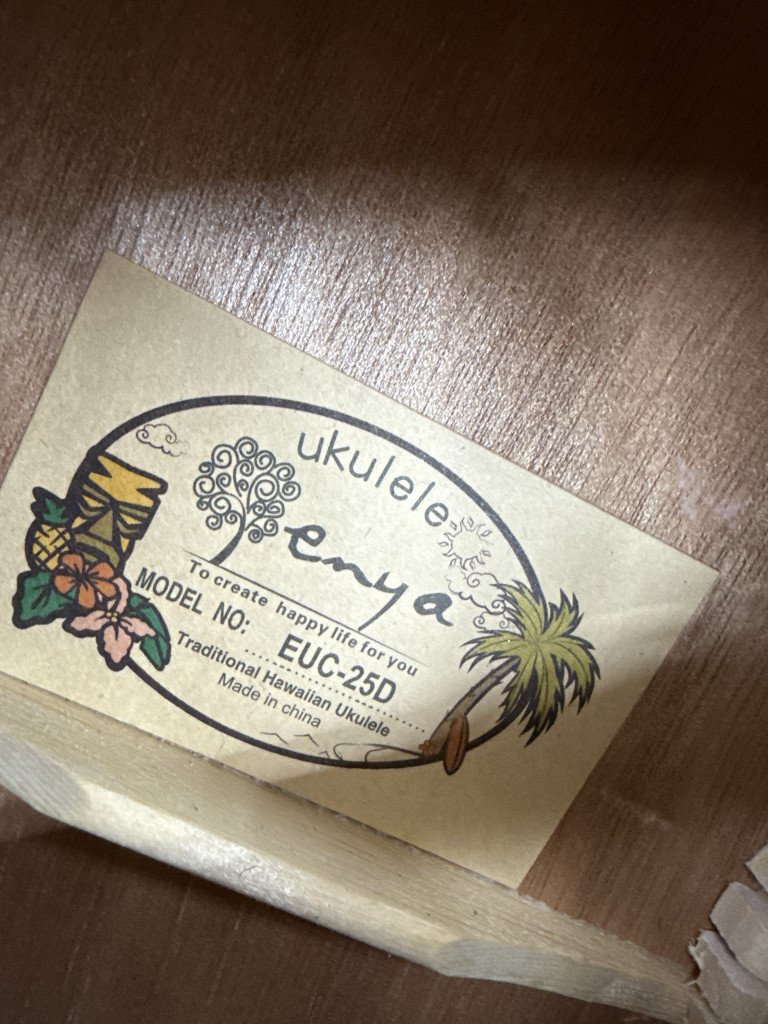 ukulele
enya
To create happy life for you
MODEL NO: EUC-25D
Traditional Hawaiian Ukulele
Made in china